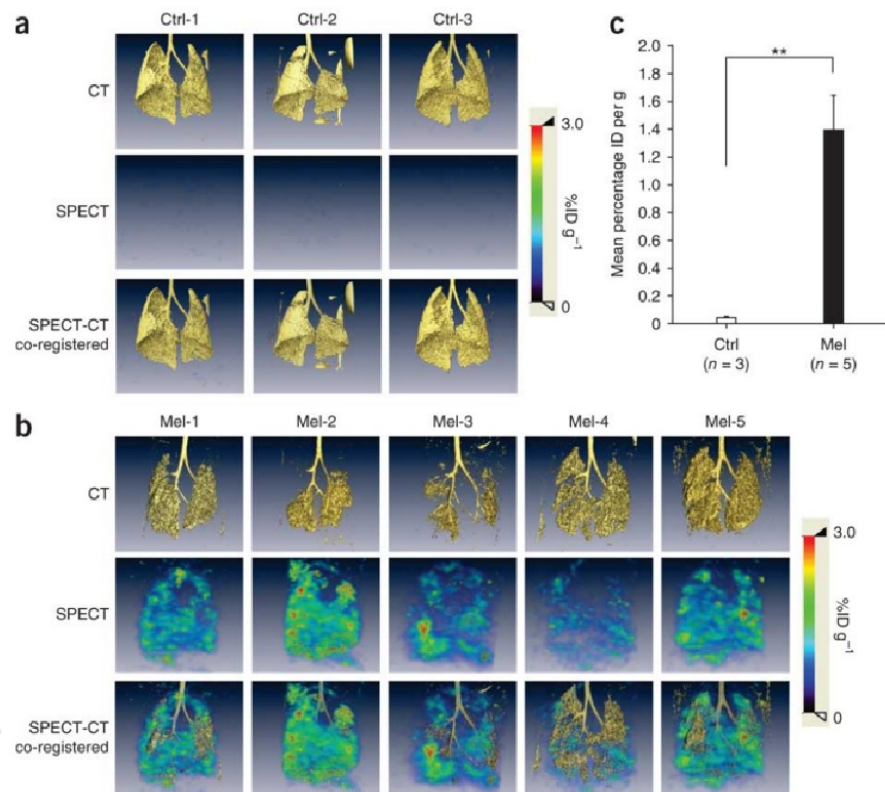 a
Ctrl-1 Ctrl-2 Ctrl-3
CT
SPECT
SPECT-CT
co-registered
3.0
%ID g⁻¹
0
c
Mean percentage ID per g
2.0
1.8
1.6
1.4
1.2
1.0
0.8
0.6
0.4
0.2
0
**
Ctrl Mel
(n = 3) (n = 5)
b
Mel-1 Mel-2 Mel-3 Mel-4 Mel-5
CT
SPECT
SPECT-CT
co-registered
3.0
%ID g⁻¹
0